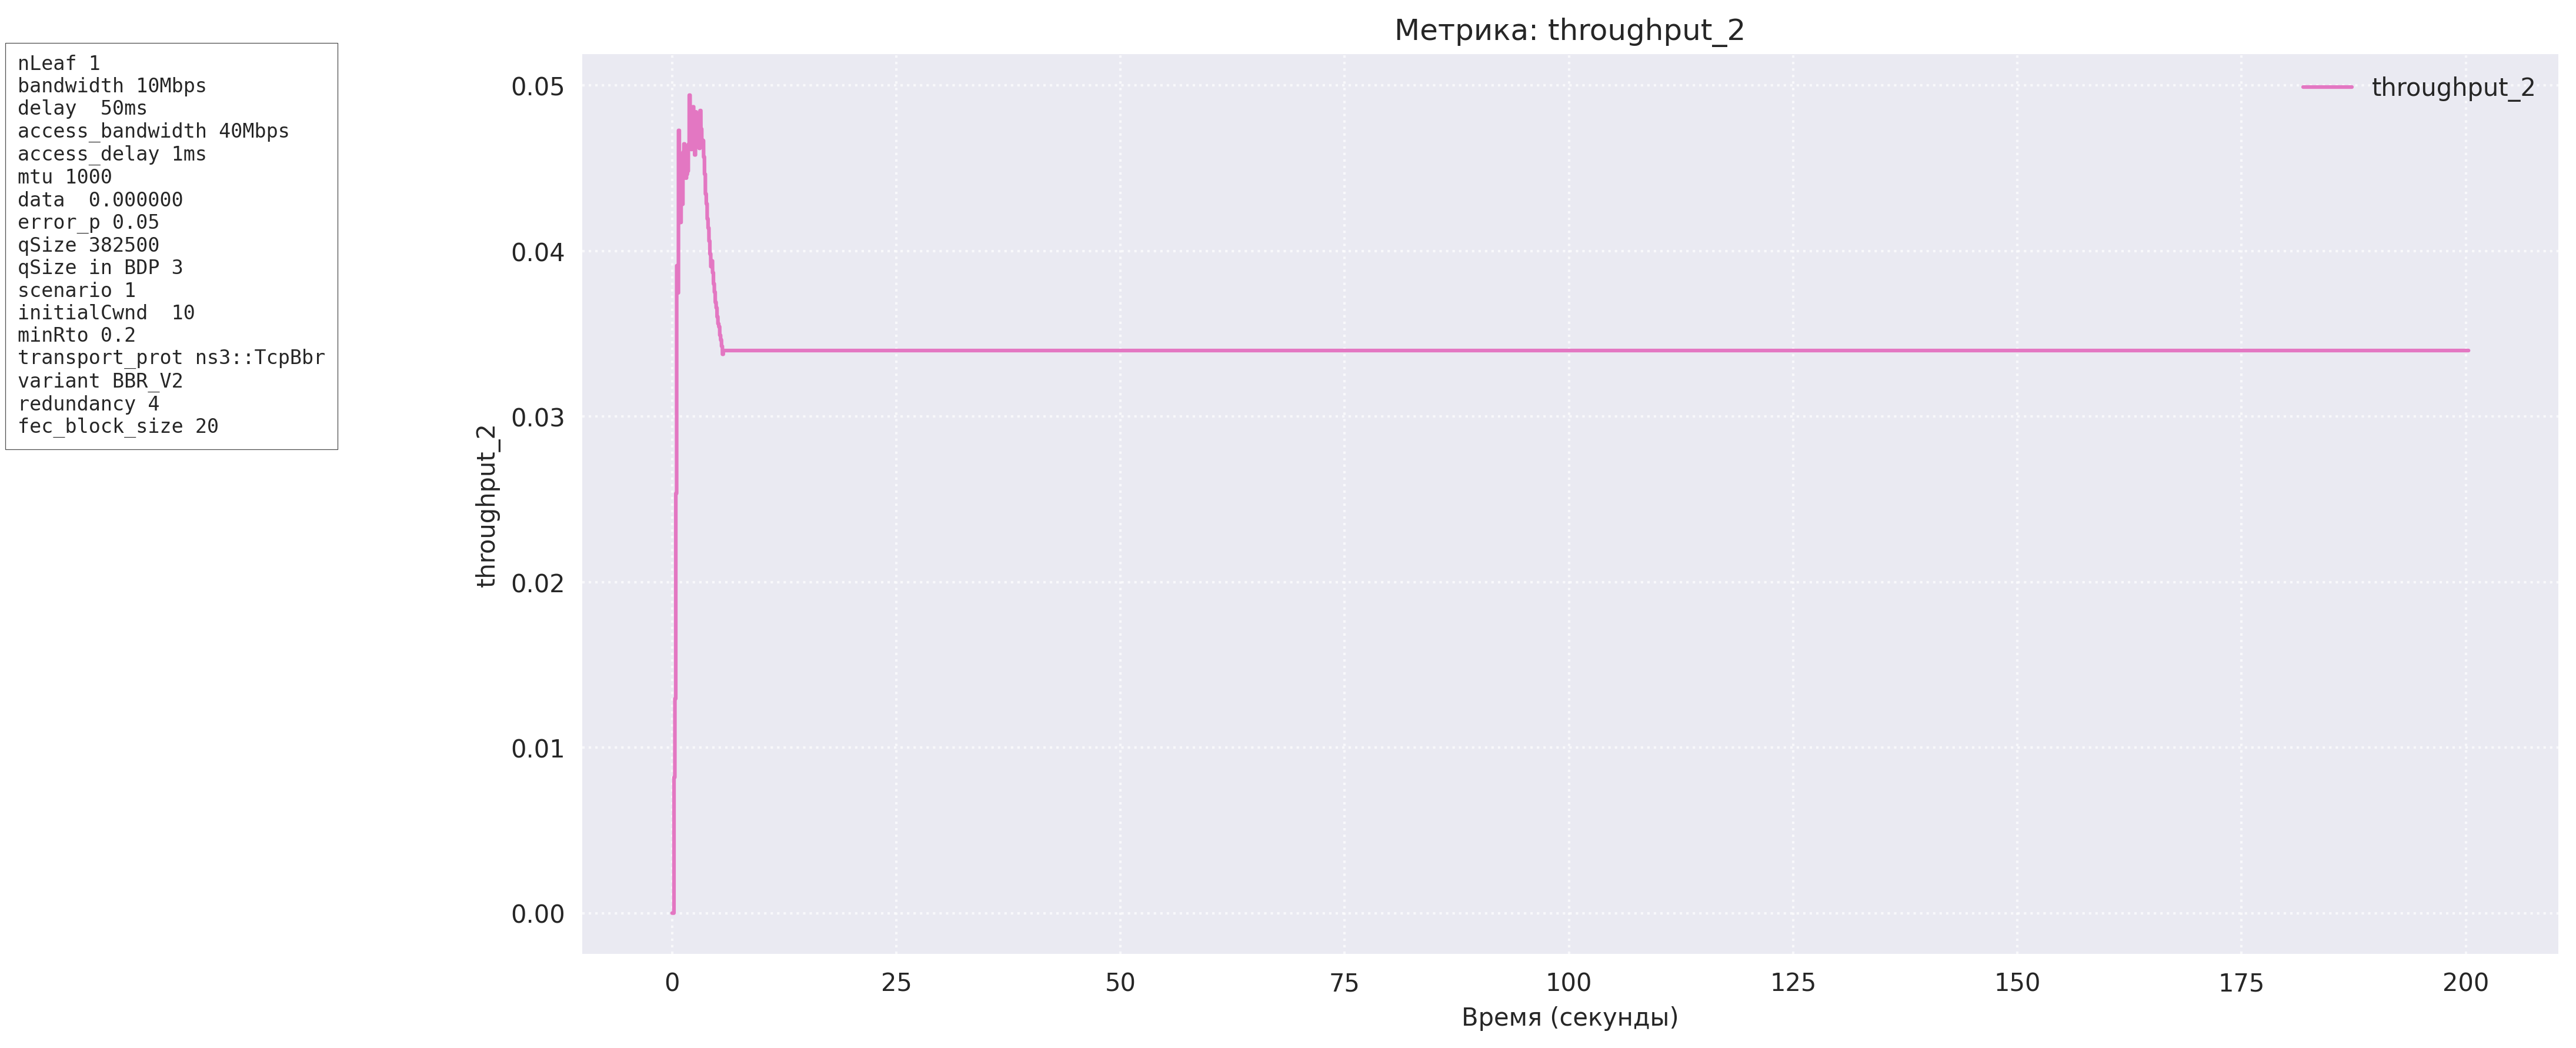 nLeaf 1
bandwidth 10Mbps
delay  50ms
access_bandwidth 40Mbps
access_delay 1ms
mtu 1000
data  0.000000
error_p 0.05
qSize 382500
qSize in BDP 3
scenario 1
initialCwnd  10
minRto 0.2
transport_prot ns3::TcpBbr
variant BBR_V2
redundancy 4
fec_block_size 20
Метрика: throughput_2
throughput_2
throughput_2
0.05
0.04
0.03
0.02
0.01
0.00
0 25 50 75 100 125 150 175 200
Время (секунды)